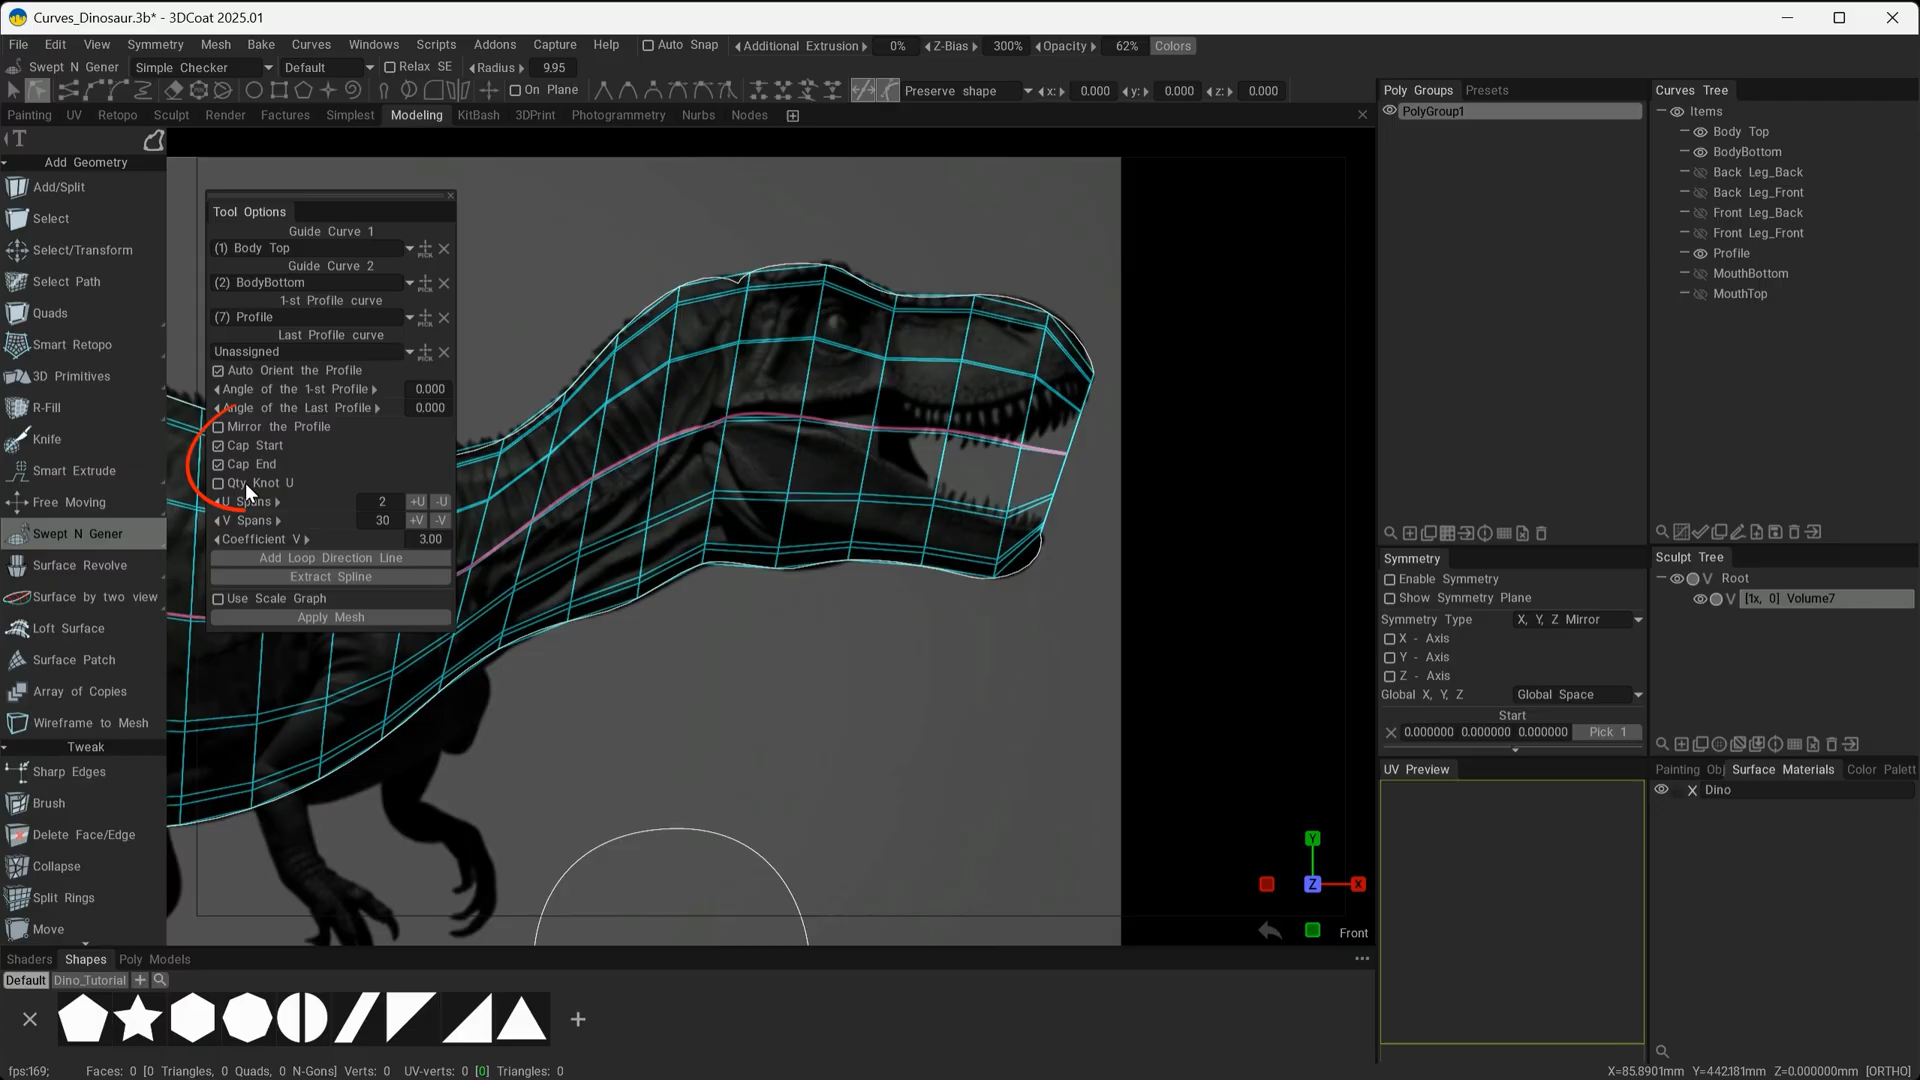 Curves_Dinosaur.3b* - 3DCoat 2025.01
File Edit View Symmetry Mesh Bake Curves Windows Scripts Addons Capture Help Auto Snap Additional Extrusion 0% Z-Bias 300% Opacity 62% Colors
Swept N Gener Simple Checker Default Relax SE Radius 9.95
On Plane Preserve shape x: 0.000 y: 0.000 z: 0.000
Painting UV Retopo Sculpt Render Factures Simplest Modeling KitBash 3DPrint Photogrammetry Nurbs Nodes
T
Add Geometry
Add/Split
Select
Select/Transform
Select Path
Quads
Smart Retopo
3D Primitives
R-Fill
Knife
Smart Extrude
Free Moving
Swept N Gener
Surface Revolve
Surface by two view
Loft Surface
Surface Patch
Array of Copies
Wireframe to Mesh
Tweak
Sharp Edges
Brush
Delete Face/Edge
Collapse
Split Rings
Move
Tool Options
Guide Curve 1
(1) Body Top PICK
Guide Curve 2
(2) BodyBottom PICK
1-st Profile curve
(7) Profile PICK
Last Profile curve
Unassigned PICK
Auto Orient the Profile
Angle of the 1-st Profile 0.000
Angle of the Last Profile 0.000
Mirror the Profile
Cap Start
Cap End
Qty Knot U
U Spans 2 +U -U
V Spans 30 +V -V
Coefficient V 3.00
Add Loop Direction Line
Extract Spline
Use Scale Graph
Apply Mesh
Y
Z X
Front
Poly Groups Presets
PolyGroup1
Symmetry
Enable Symmetry
Show Symmetry Plane
Symmetry Type X, Y, Z Mirror
X - Axis
Y - Axis
Z - Axis
Global X, Y, Z Global Space
Start
0.000000 0.000000 0.000000 Pick 1
UV Preview
Curves Tree
Items
Body Top
BodyBottom
Back Leg_Back
Back Leg_Front
Front Leg_Back
Front Leg_Front
Profile
MouthBottom
MouthTop
Sculpt Tree
V Root
V [1x, 0] Volume7
Painting Obj Surface Materials Color Palett
Dino
Shaders Shapes Poly Models
Default Dino_Tutorial
fps:169; Faces: 0 [0 Triangles, 0 Quads, 0 N-Gons] Verts: 0 UV-verts: 0 [0] Triangles: 0 X=85.8901mm Y=442.181mm Z=0.000000mm [ORTHO]